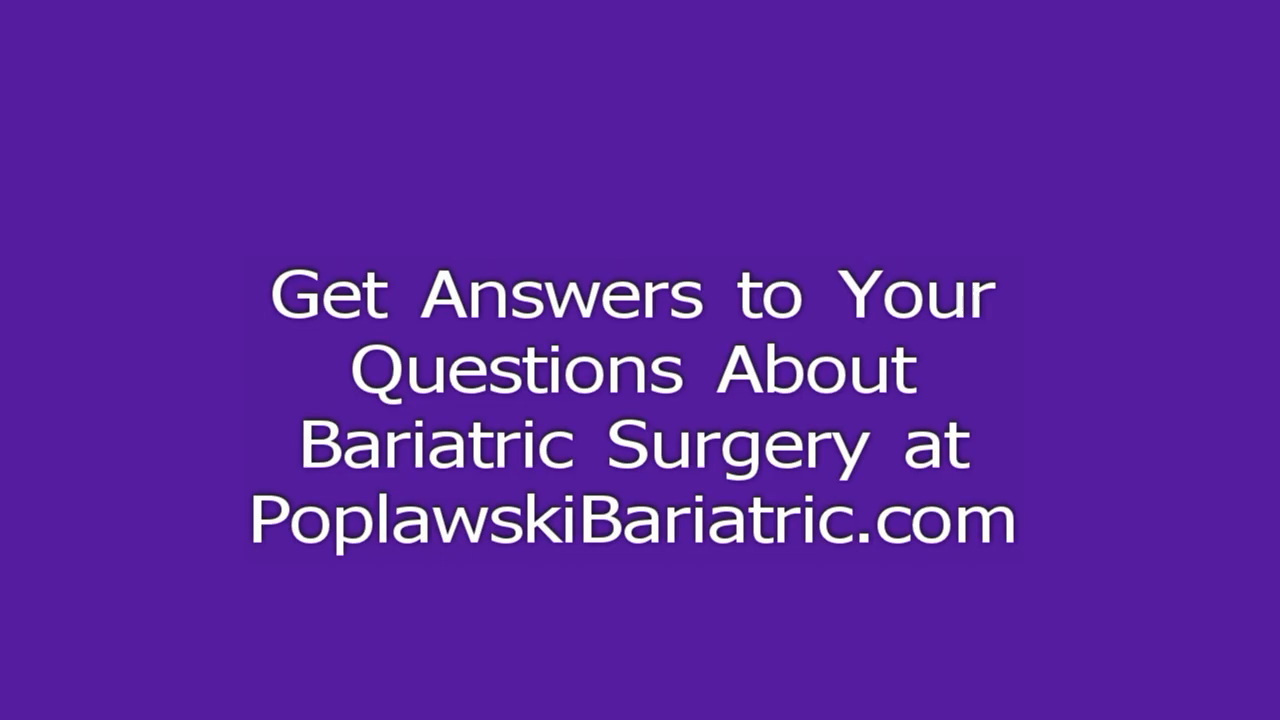 Get Answers to Your
Questions About
Bariatric Surgery at
PoplawskiBariatric.com